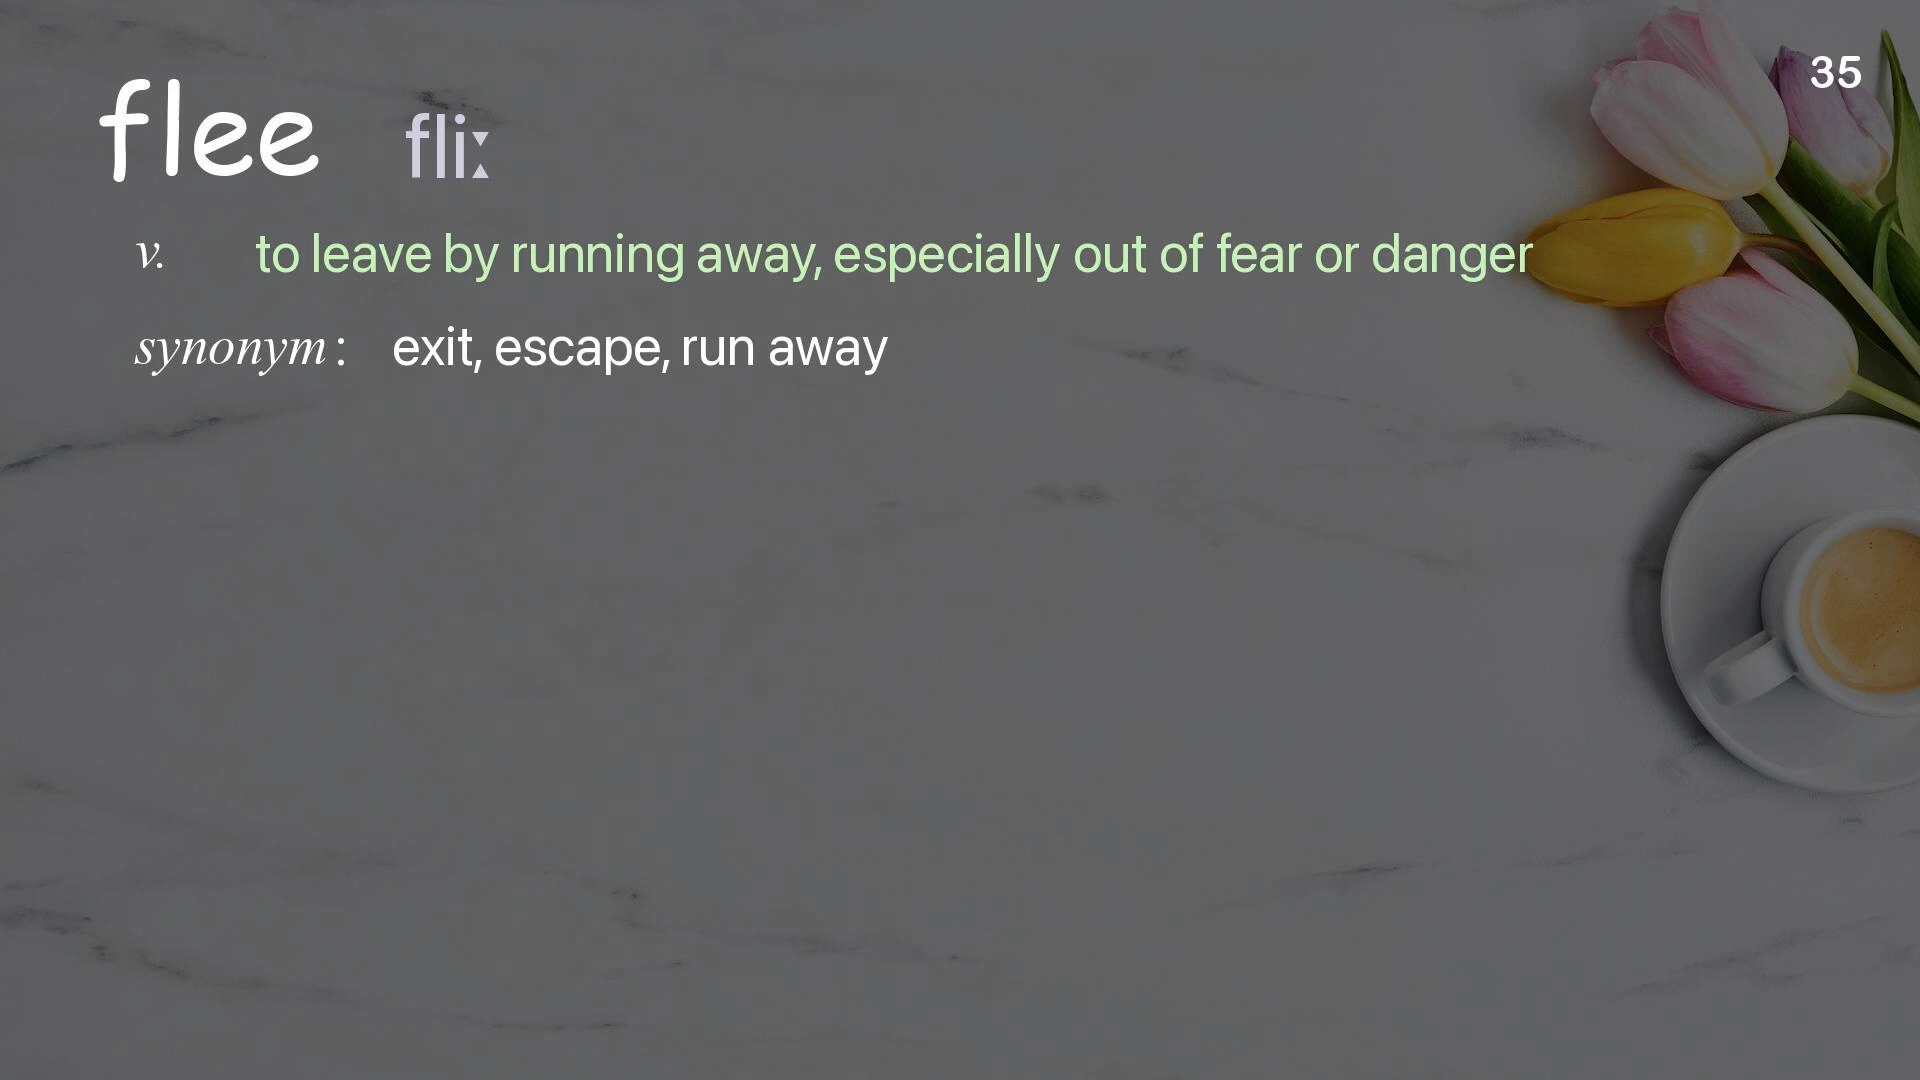 35
flee fliː
v. to leave by running away, especially out of fear or danger
synonym : exit, escape, run away